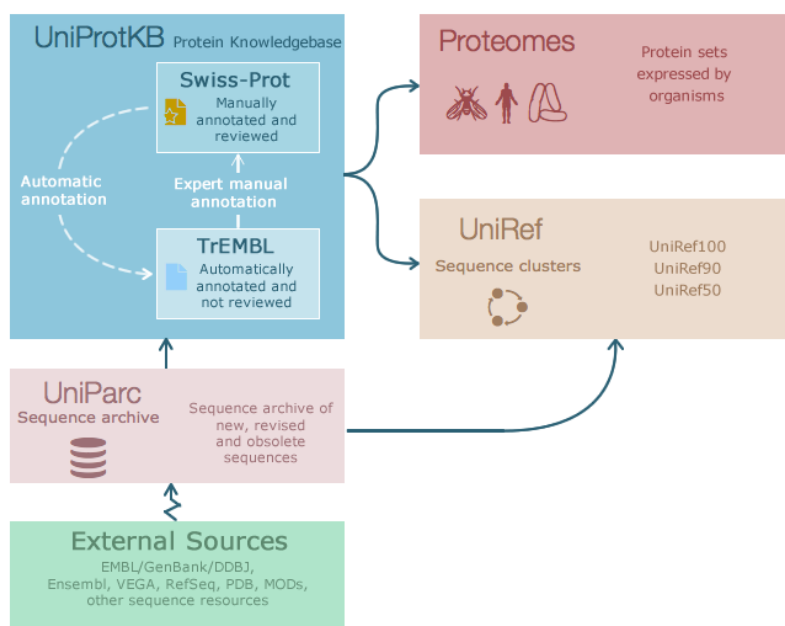 UniProtKB Protein Knowledgebase
Swiss-Prot
Manually
annotated and
reviewed
Automatic
annotation
Expert manual
annotation
TrEMBL
Automatically
annotated and
not reviewed
Proteomes
Protein sets
expressed by
organisms
UniRef
Sequence clusters
UniRef100
UniRef90
UniRef50
UniParc
Sequence archive
Sequence archive of
new, revised
and obsolete
sequences
External Sources
EMBL/GenBank/DDBJ,
Ensembl, VEGA, RefSeq, PDB, MODs,
other sequence resources